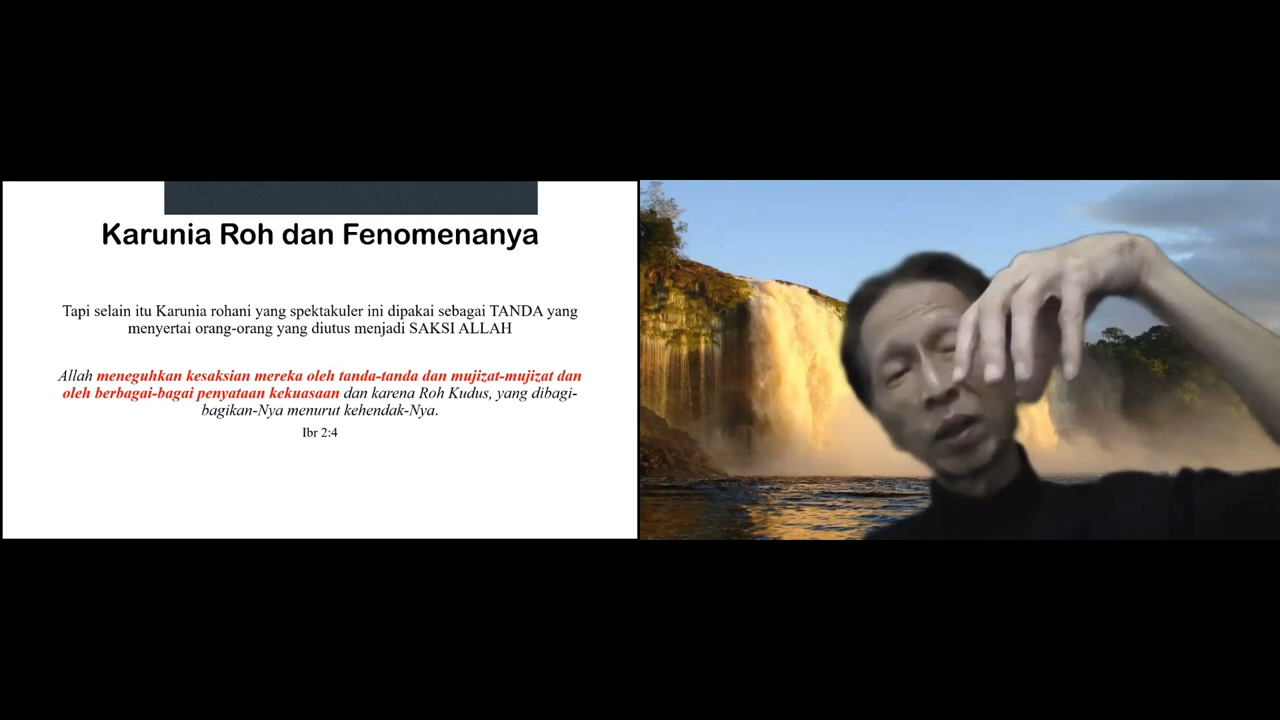 Karunia Roh dan Fenomenanya
Tapi selain itu Karunia rohani yang spektakuler ini dipakai sebagai TANDA yang
menyertai orang-orang yang diutus menjadi SAKSI ALLAH
Allah meneguhkan kesaksian mereka oleh tanda-tanda dan mujizat-mujizat dan
oleh berbagai-bagai penyataan kekuasaan dan karena Roh Kudus, yang dibagi-
bagikan-Nya menurut kehendak-Nya.
Ibr 2:4